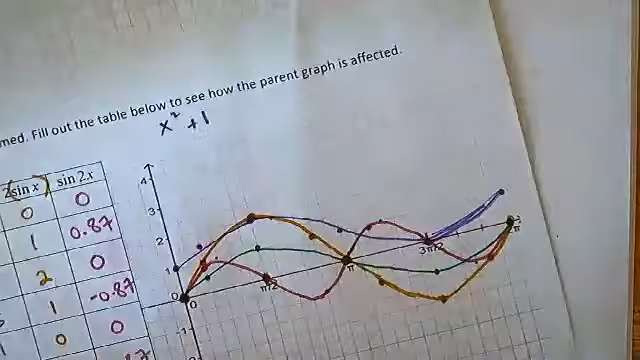 med. Fill out the table below to see how the parent graph is affected.
x² +1
2sin x sin 2x
0 0
1 0.87
2 0
1 -0.87
0 0
4
3
2
1
0
0
π/2
π
3π/2
-1